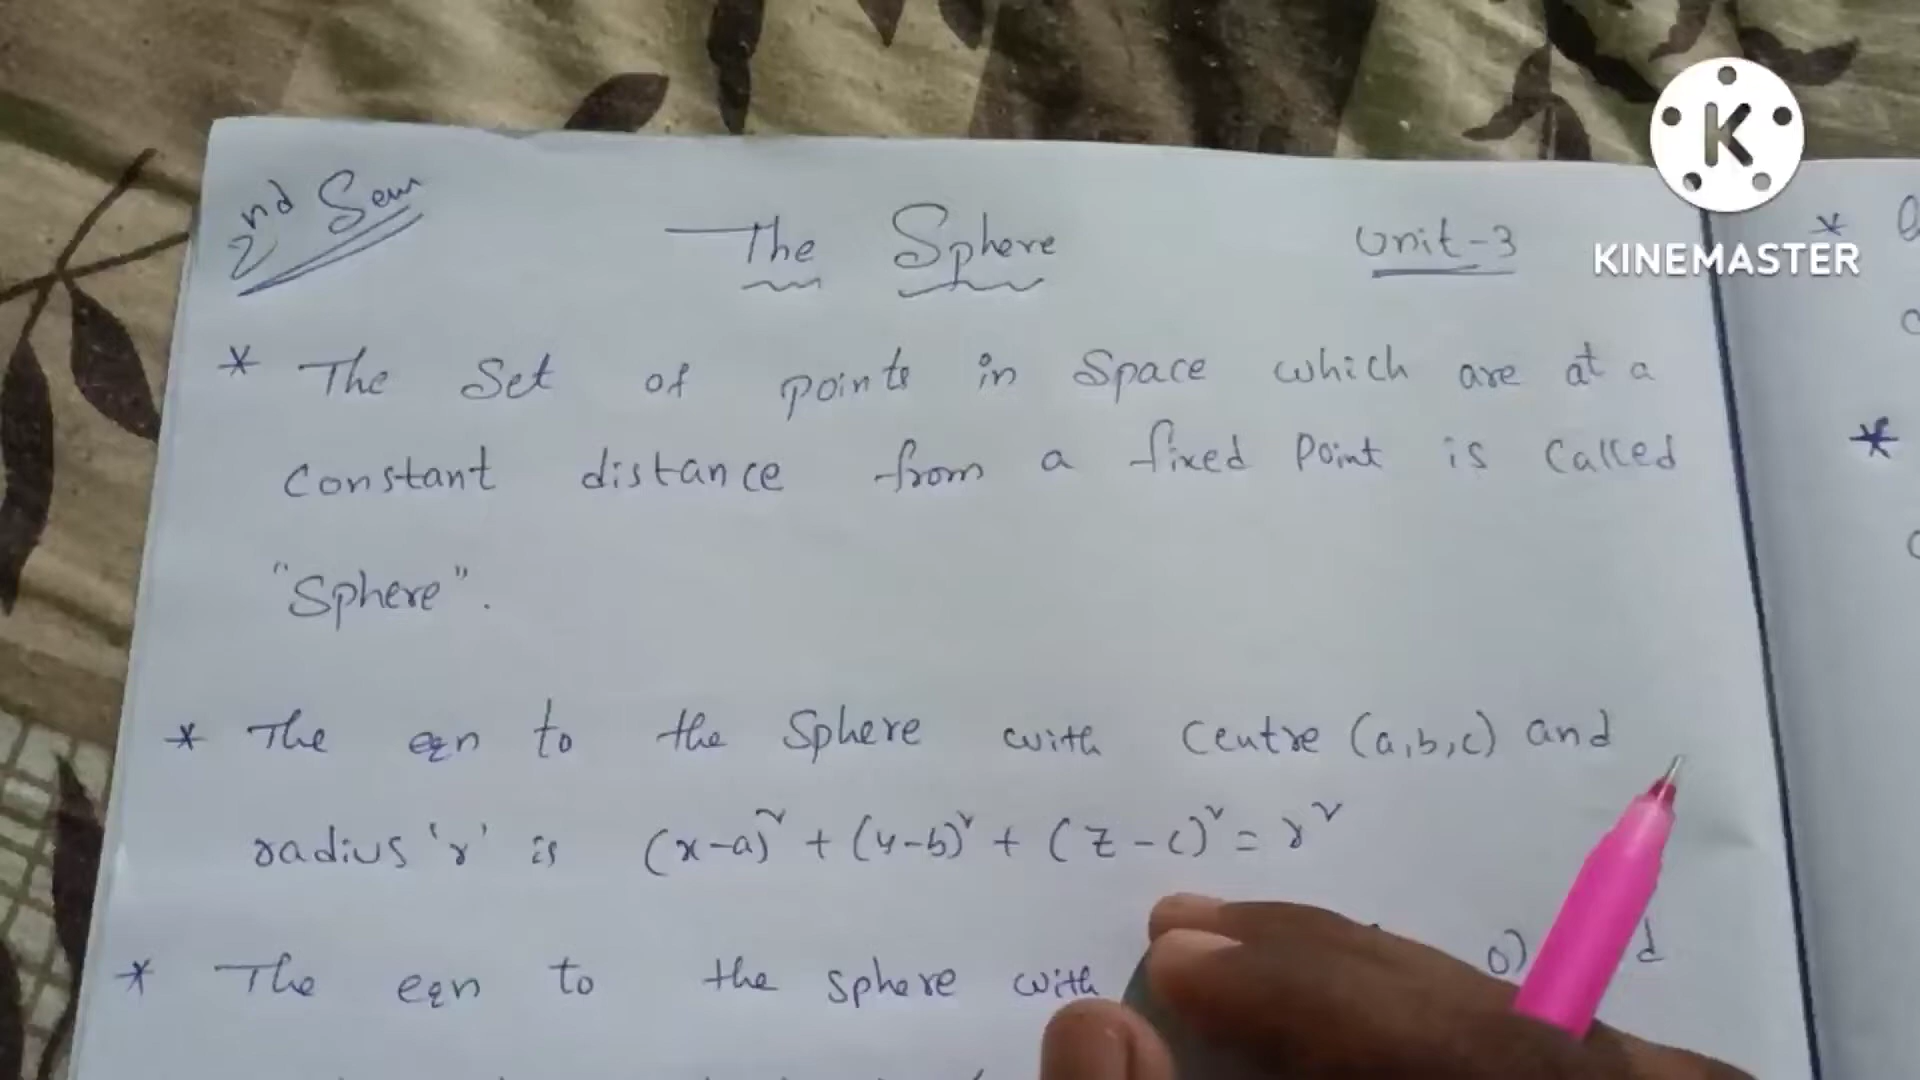 2nd Sem
The Sphere
Unit-3
* The Set of points in Space which are at a
constant distance from a fixed point is called
"Sphere".
* The eqn to the Sphere with Centre (a,b,c) and
radius 'r' is (x-a)² + (y-b)² + (z-c)² = r²
* The eqn to the sphere with 0) d
*
*
K
KINEMASTER